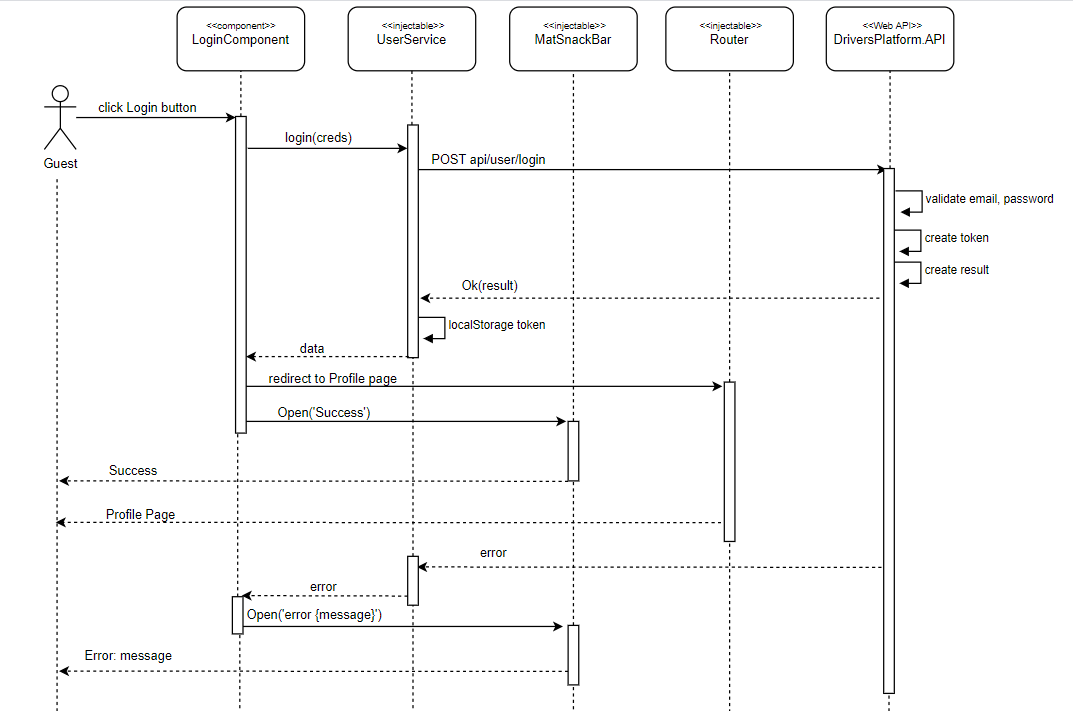 <<component>>
LoginComponent
<<injectable>>
UserService
<<injectable>>
MatSnackBar
<<injectable>>
Router
<<Web API>>
DriversPlatform.API
click Login button
Guest
login(creds)
POST api/user/login
validate email, password
create token
create result
Ok(result)
localStorage token
data
redirect to Profile page
Open('Success')
Success
Profile Page
error
error
Open('error {message}')
Error: message